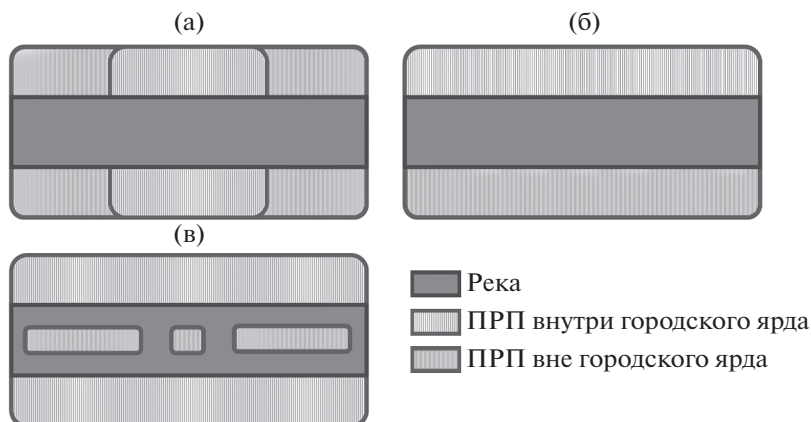 (а)
(б)
(в)
Река
ПРП внутри городского ярда
ПРП вне городского ярда